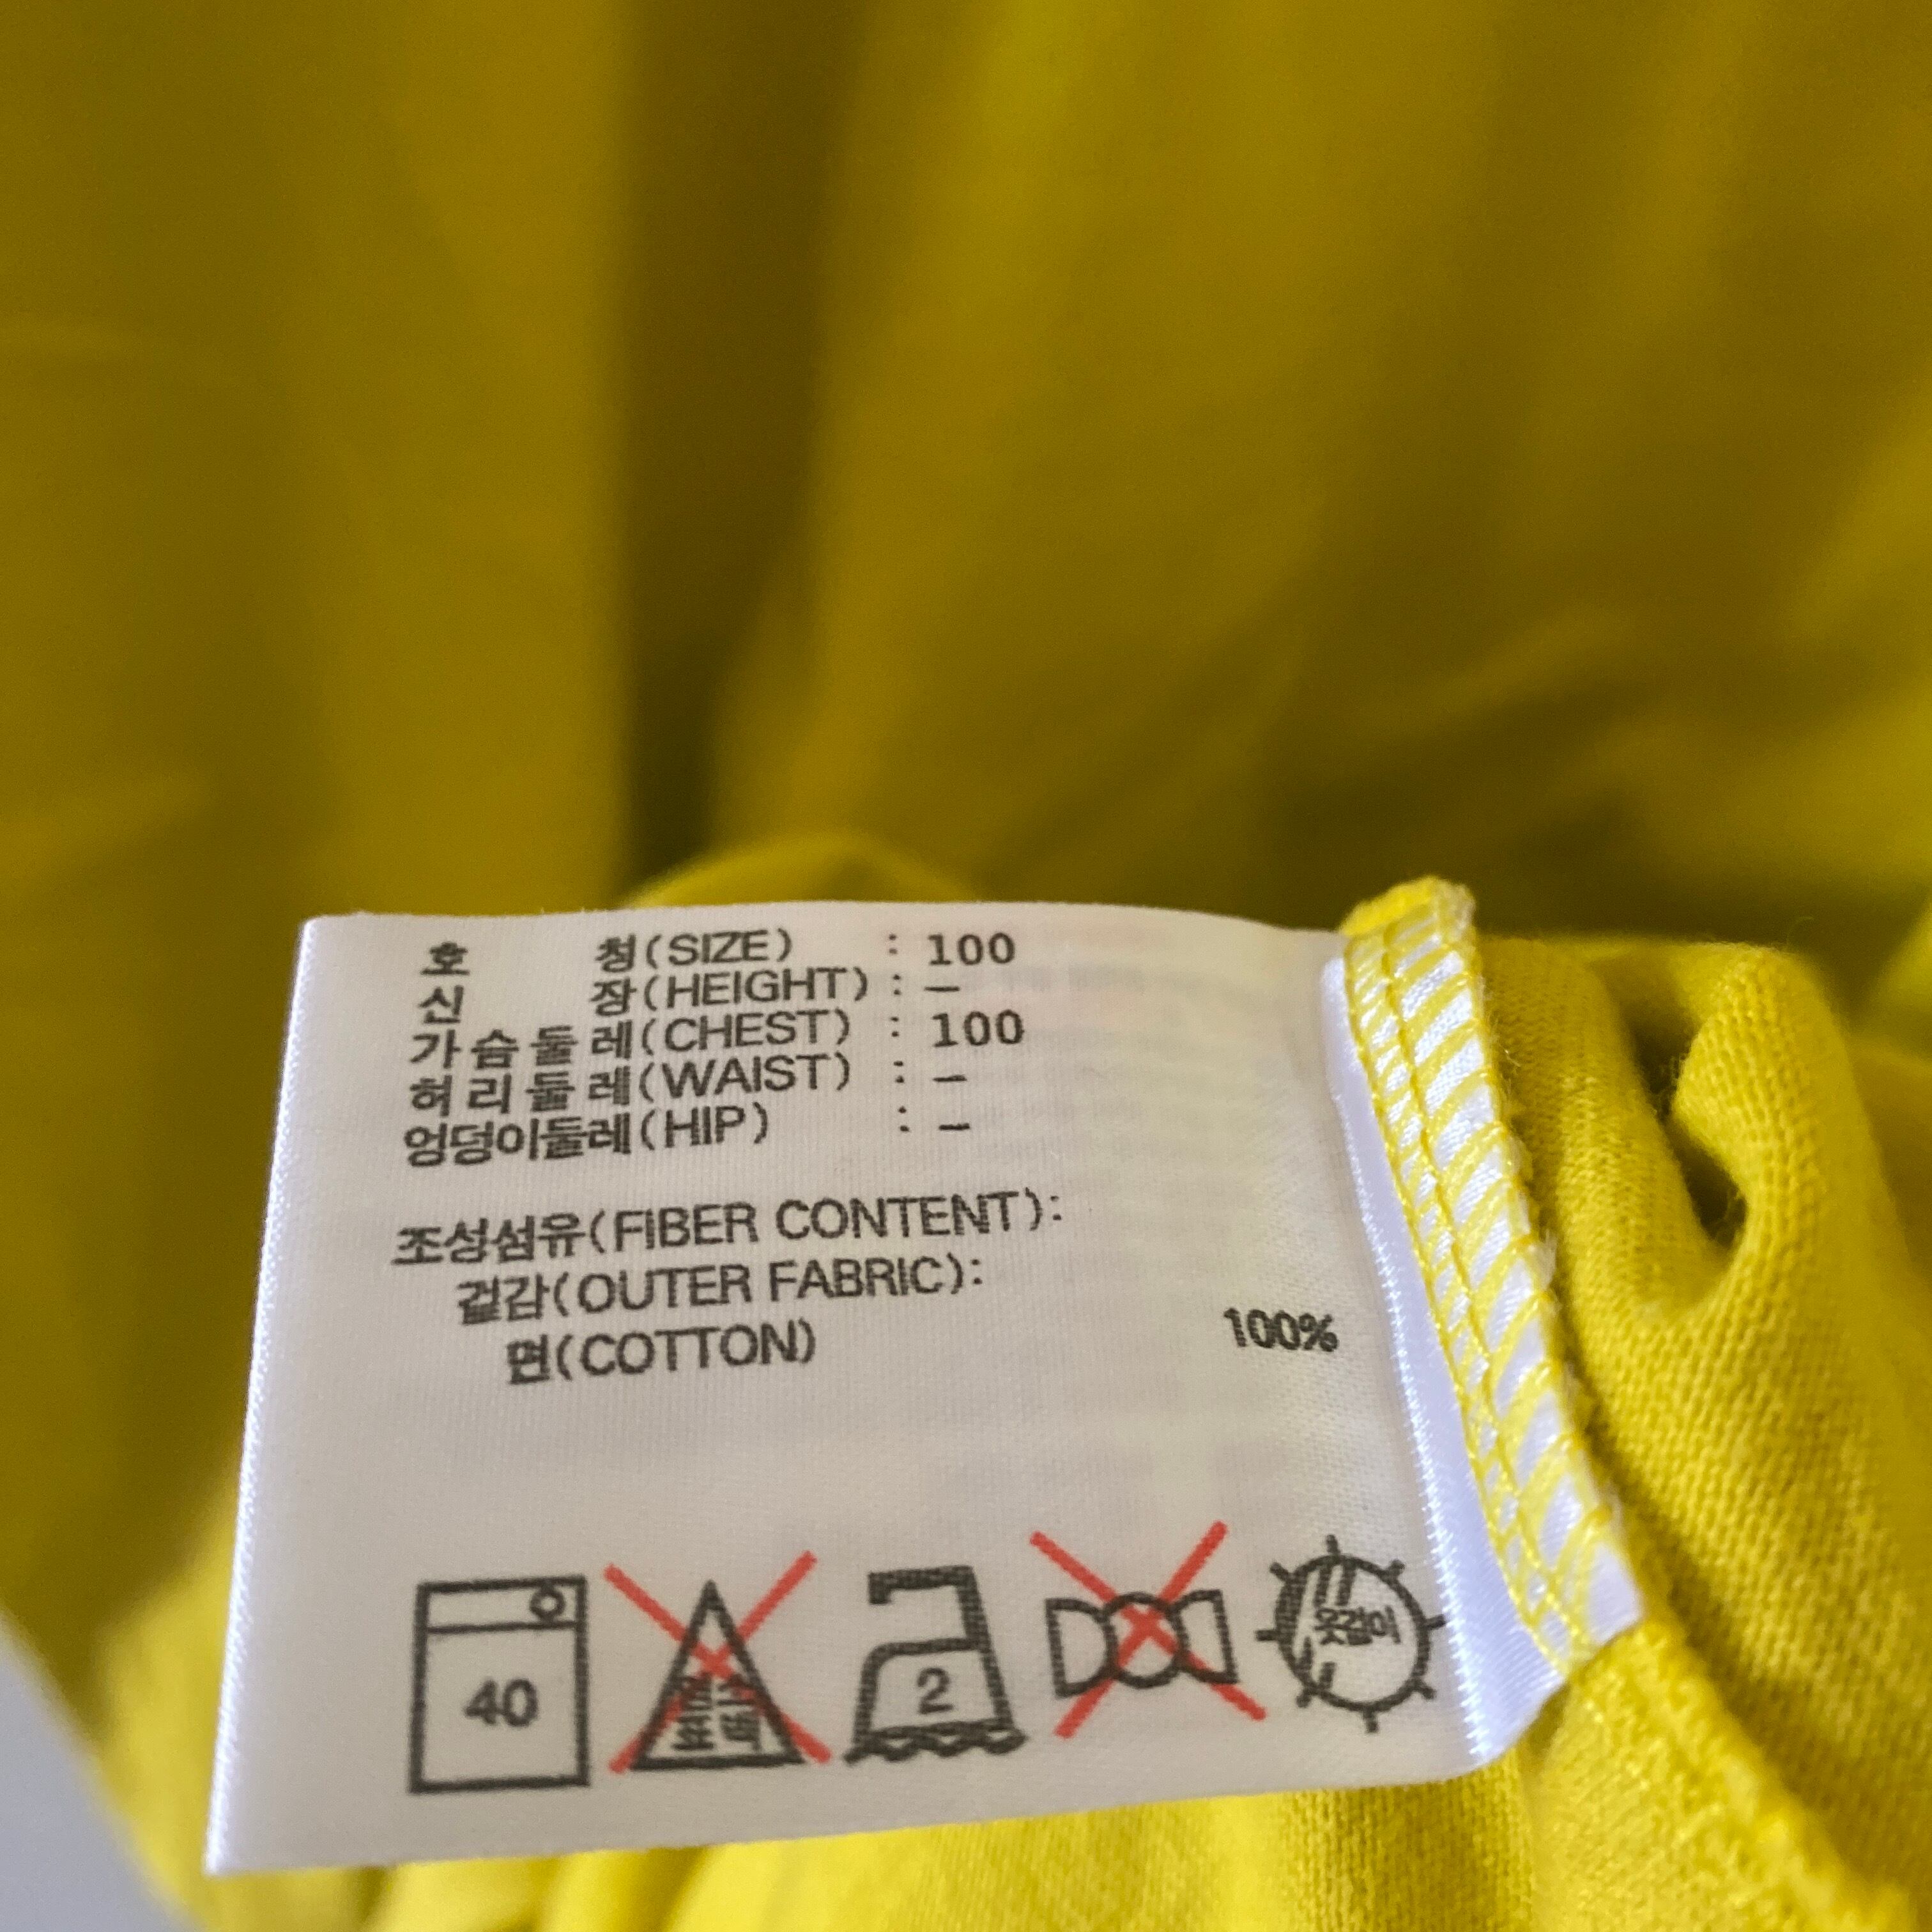 호 칭(SIZE) : 100
신 장(HEIGHT) : –
가슴둘레(CHEST) : 100
허리둘레(WAIST) : –
엉덩이둘레(HIP) : –
조성섬유(FIBER CONTENT):
겉감(OUTER FABRIC):
면(COTTON) 100%
40
표백
2
옷걸이